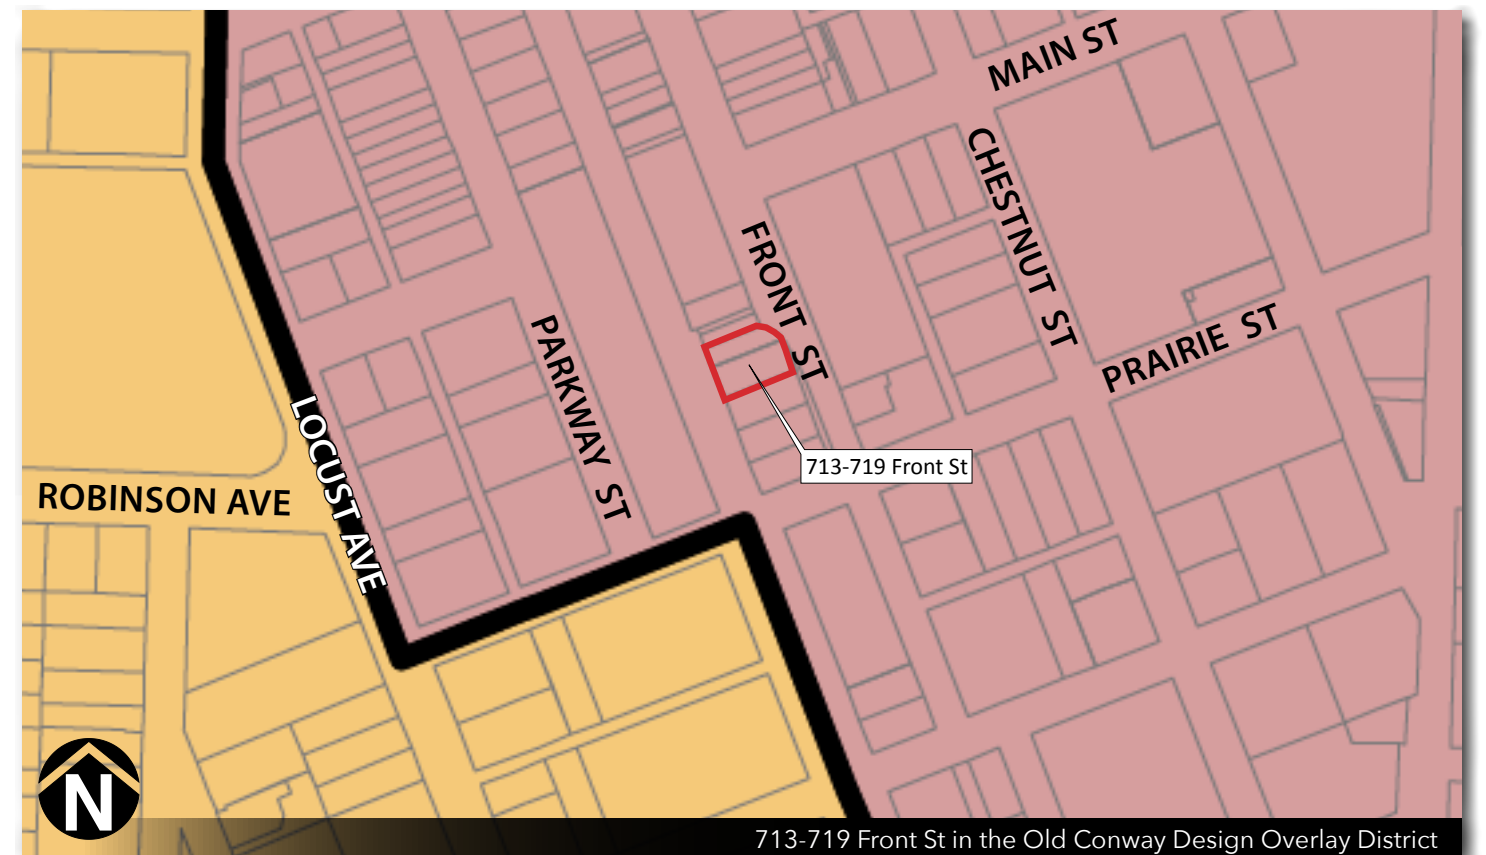 MAIN ST
CHESTNUT ST
FRONT ST
PRAIRIE ST
PARKWAY ST
LOCUST AVE
713-719 Front St
ROBINSON AVE
N
713-719 Front St in the Old Conway Design Overlay District